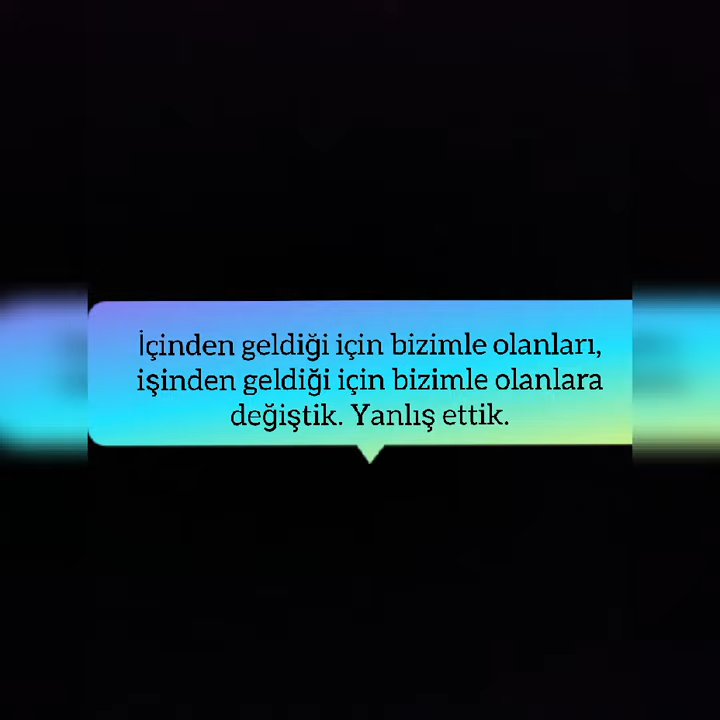 İçinden geldiği için bizimle olanları,
işinden geldiği için bizimle olanlara
değiştik. Yanlış ettik.